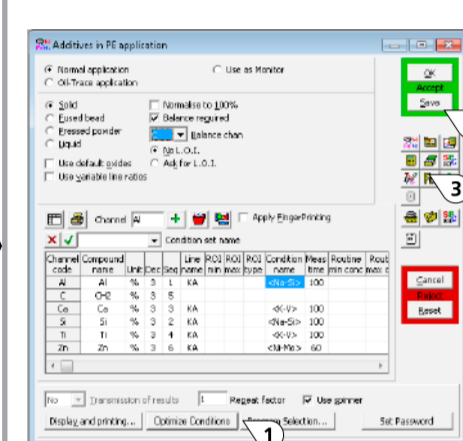 Additives in PE application
Normal application
Use as Monitor
Oil-Trace application
Solid
Fused bead
Pressed powder
Liquid
Normalise to 100%
Balance required
Balance chan
No L.O.I.
Ask for L.O.I.
Use default oxides
Use variable line ratios
OK
Accept
Save
3
Channel Al
Apply FingerPrinting
Condition set name
Channel code Compound name Unit Dec Seq Line name ROI min ROI max ROI type Condition name Meas time Routine min conc Rout max c
Al Al % 3 1 KA <Na-Si> 100
C CH2 % 3 5
Ca Ca % 3 3 KA <K-V> 100
Si Si % 3 2 KA <Na-Si> 100
Ti Ti % 3 4 KA <K-V> 100
Zn Zn % 3 6 KA <Ni-Mo> 60
Cancel
Reject
Reset
No Transmission of results 1 Repeat factor Use spinner
Display and printing... Optimize Conditions Selection... Set Password
1